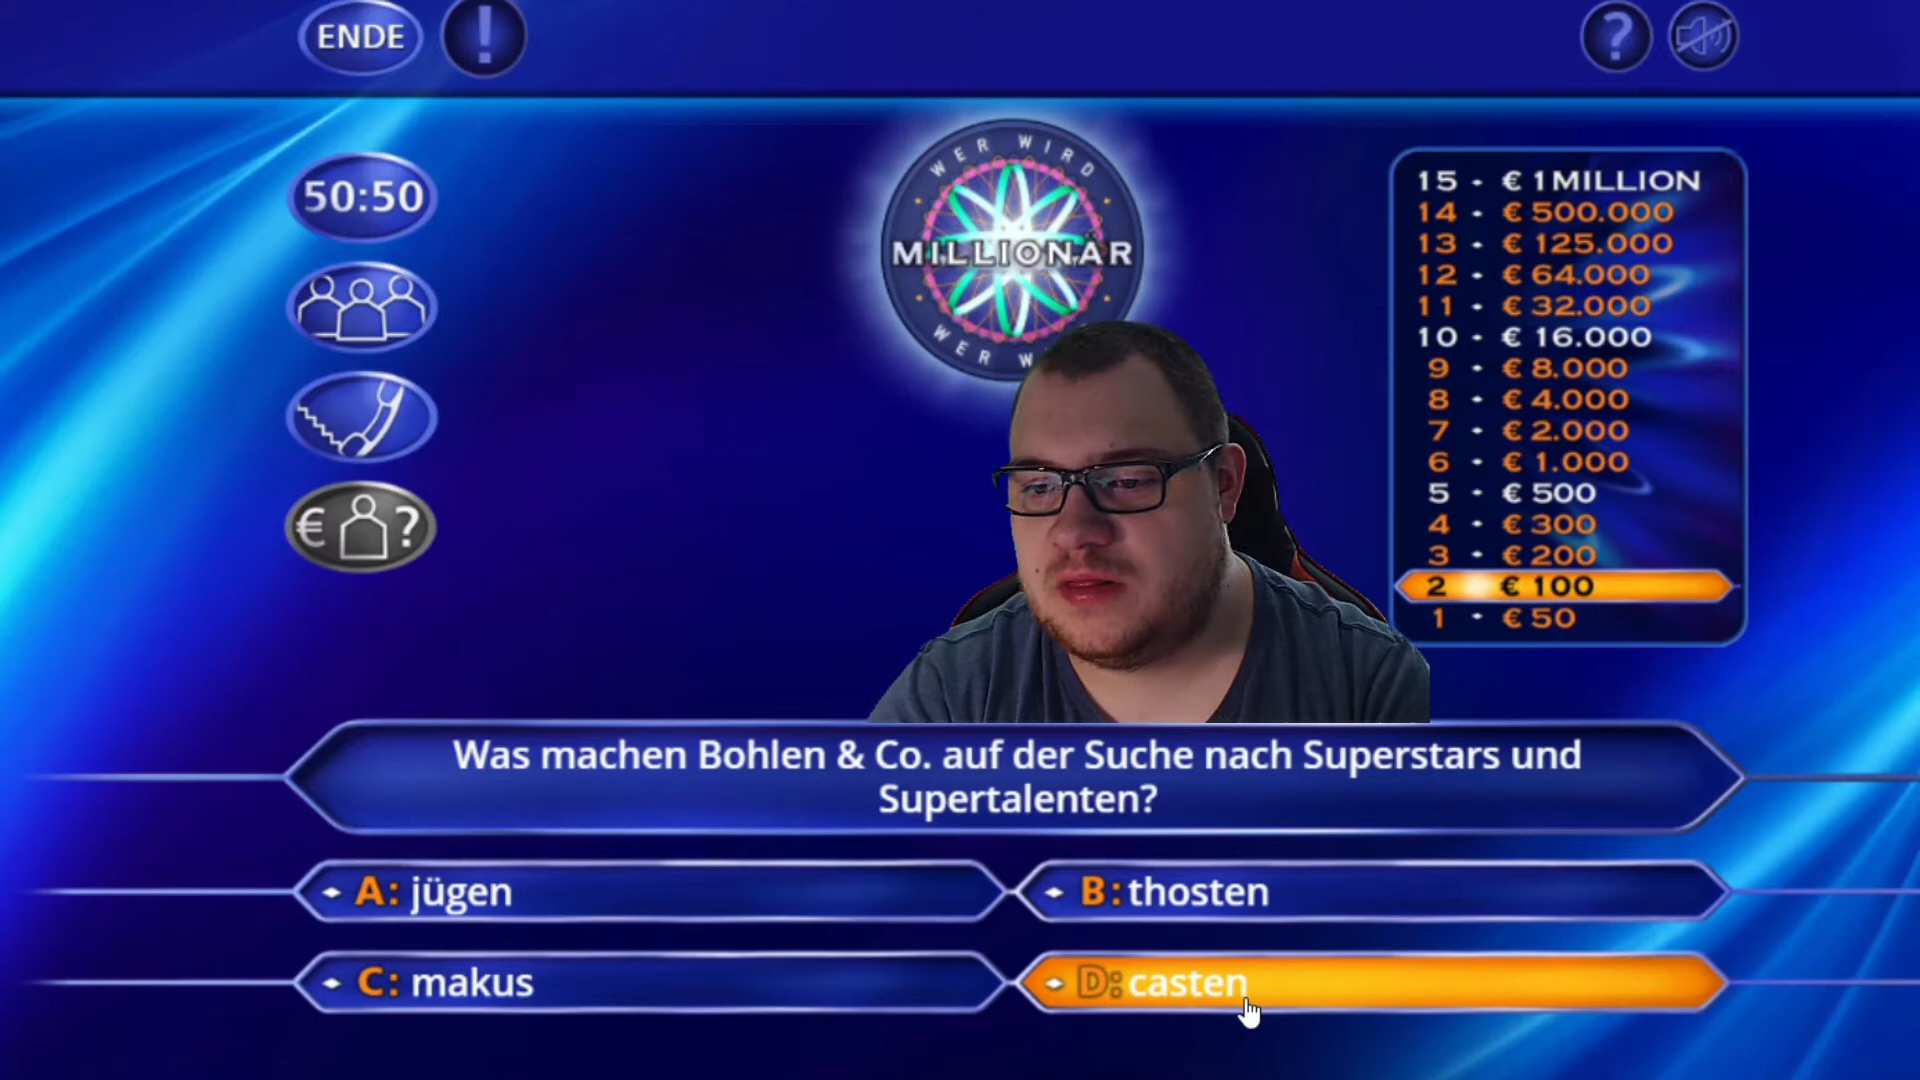 ENDE
!
?
50:50
€ ?
WER WIRD
MILLIONÄR
WER W
15 · € 1 MILLION
14 · € 500.000
13 · € 125.000
12 · € 64.000
11 · € 32.000
10 · € 16.000
9 · € 8.000
8 · € 4.000
7 · € 2.000
6 · € 1.000
5 · € 500
4 · € 300
3 · € 200
2 € 100
1 · € 50
Was machen Bohlen & Co. auf der Suche nach Superstars und
Supertalenten?
A: jügen
B: thosten
C: makus
D: casten